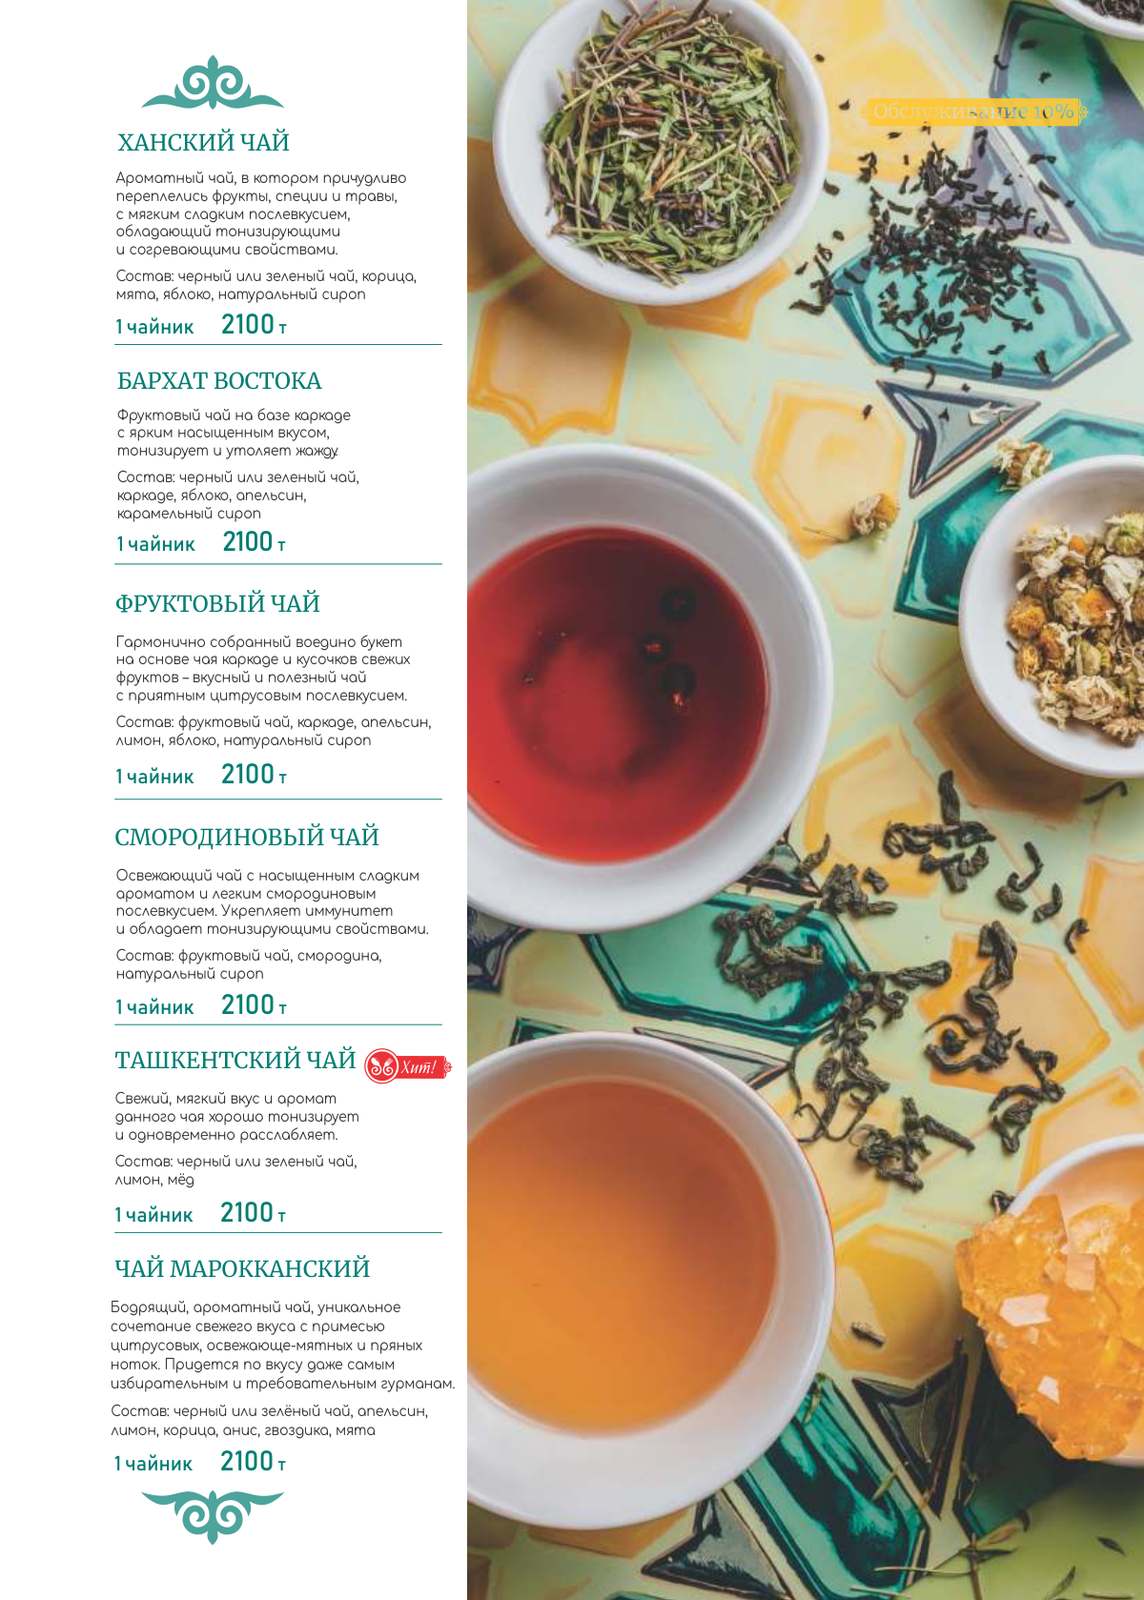 ХАНСКИЙ ЧАЙ
Ароматный чай, в котором причудливо
переплелись фрукты, специи и травы,
с мягким сладким послевкусием,
обладающий тонизирующими
и согревающими свойствами.
Состав: черный или зеленый чай, корица,
мята, яблоко, натуральный сироп
1 чайник 2100 т
БАРХАТ ВОСТОКА
Фруктовый чай на базе каркаде
с ярким насыщенным вкусом,
тонизирует и утоляет жажду.
Состав: черный или зеленый чай,
каркаде, яблоко, апельсин,
карамельный сироп
1 чайник 2100 т
ФРУКТОВЫЙ ЧАЙ
Гармонично собранный воедино букет
на основе чая каркаде и кусочков свежих
фруктов – вкусный и полезный чай
с приятным цитрусовым послевкусием.
Состав: фруктовый чай, каркаде, апельсин,
лимон, яблоко, натуральный сироп
1 чайник 2100 т
СМОРОДИНОВЫЙ ЧАЙ
Освежающий чай с насыщенным сладким
ароматом и легким смородиновым
послевкусием. Укрепляет иммунитет
и обладает тонизирующими свойствами.
Состав: фруктовый чай, смородина,
натуральный сироп
1 чайник 2100 т
ТАШКЕНТСКИЙ ЧАЙ Хит!
Свежий, мягкий вкус и аромат
данного чая хорошо тонизирует
и одновременно расслабляет.
Состав: черный или зеленый чай,
лимон, мёд
1 чайник 2100 т
ЧАЙ МАРОККАНСКИЙ
Бодрящий, ароматный чай, уникальное
сочетание свежего вкуса с примесью
цитрусовых, освежающе-мятных и пряных
ноток. Придется по вкусу даже самым
избирательным и требовательным гурманам.
Состав: черный или зелёный чай, апельсин,
лимон, корица, анис, гвоздика, мята
1 чайник 2100 т
Обслуживание 10%